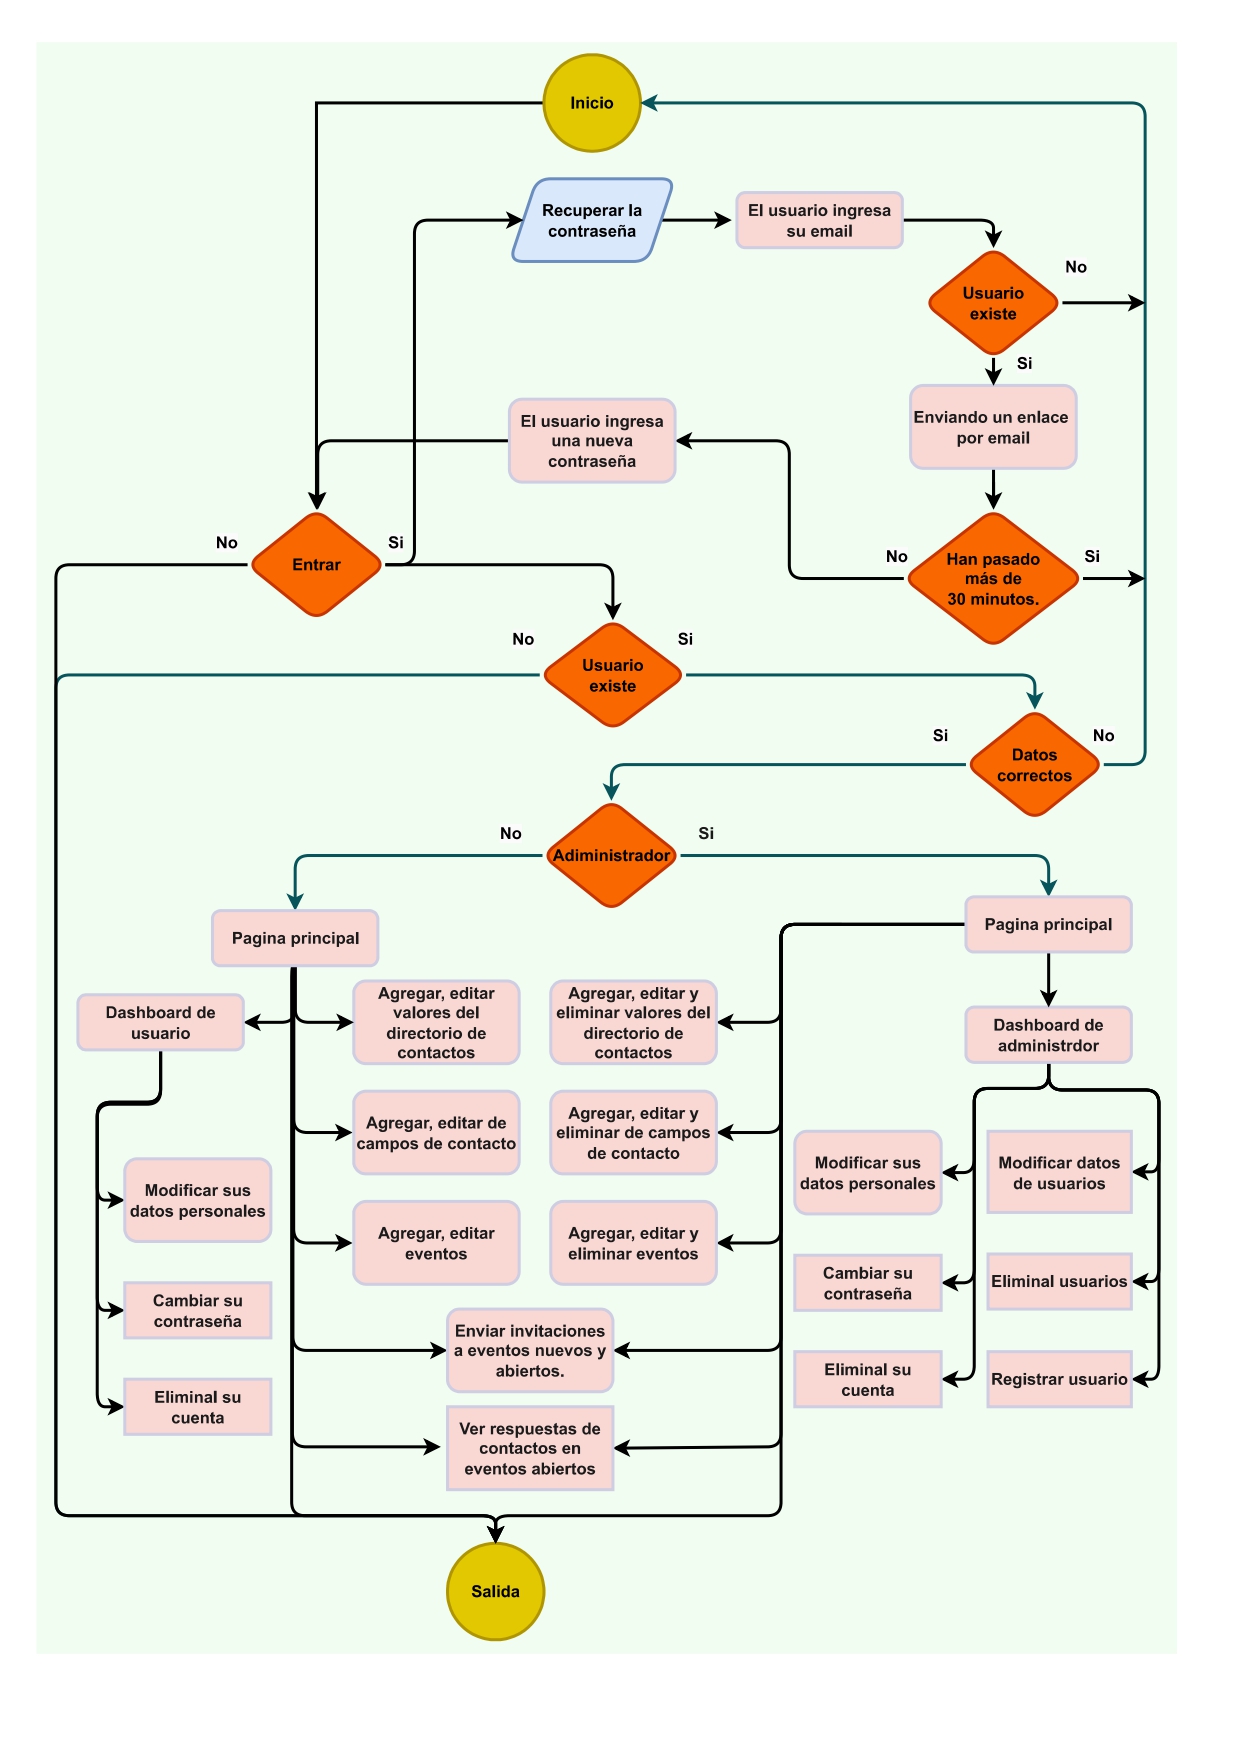 Inicio
Recuperar la
contraseña
El usuario ingresa
su email
No
Usuario
existe
Si
Enviando un enlace
por email
El usuario ingresa
una nueva
contraseña
No
Si
Entrar
No
Si
Han pasado
más de
30 minutos.
No
Si
Usuario
existe
Si
No
Datos
correctos
No
Si
Adiministrador
Pagina principal
Pagina principal
Dashboard de
usuario
Agregar, editar
valores del
directorio de
contactos
Agregar, editar y
eliminar valores del
directorio de
contactos
Dashboard de
administrdor
Agregar, editar de
campos de contacto
Agregar, editar y
eliminar de campos
de contacto
Modificar sus
datos personales
Modificar datos
de usuarios
Modificar sus
datos personales
Agregar, editar
eventos
Agregar, editar y
eliminar eventos
Cambiar su
contraseña
Eliminal usuarios
Cambiar su
contraseña
Enviar invitaciones
a eventos nuevos y
abiertos.
Eliminal su
cuenta
Registrar usuario
Eliminal su
cuenta
Ver respuestas de
contactos en
eventos abiertos
Salida